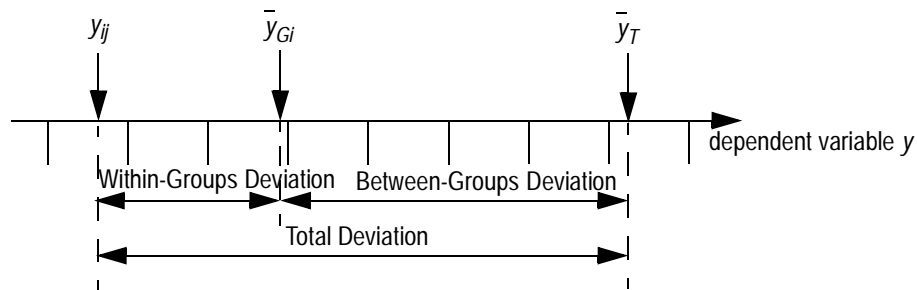 y_ij  ȳ_Gi  ȳ_T
dependent variable y
Within-Groups Deviation  Between-Groups Deviation
Total Deviation